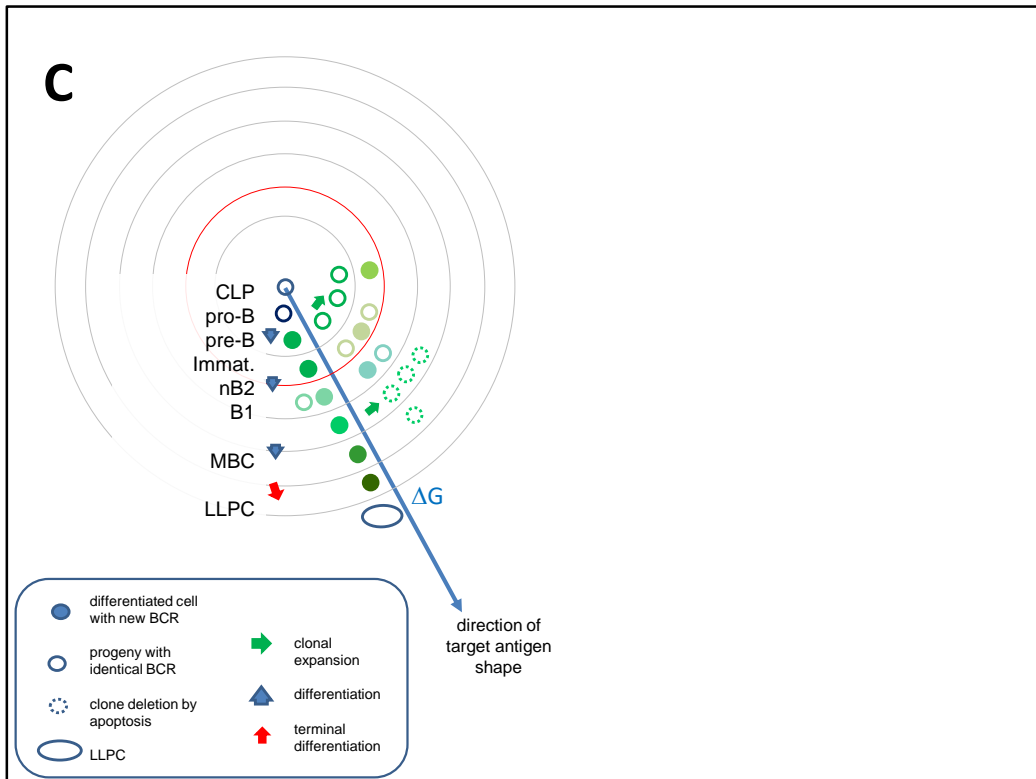 C
CLP
pro-B
pre-B
Immat.
nB2
B1
MBC
LLPC
ΔG
direction of
target antigen
shape
differentiated cell
with new BCR
progeny with
identical BCR
clone deletion by
apoptosis
LLPC
clonal
expansion
differentiation
terminal
differentiation